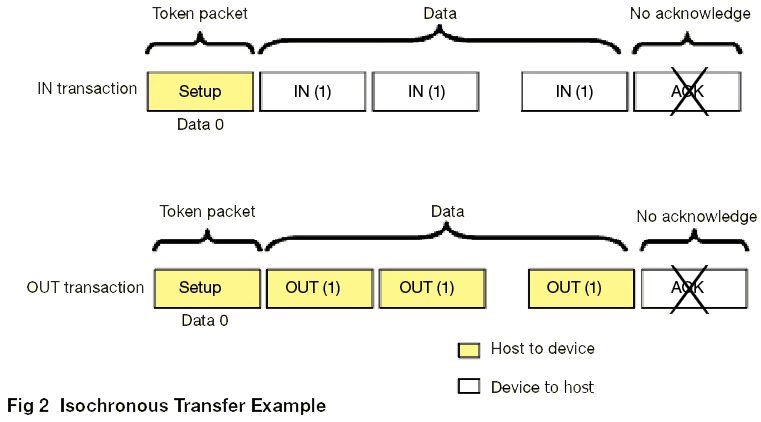 Token packet Data No acknowledge
IN transaction Setup IN (1) IN (1) IN (1) ACK
Data 0
Token packet Data No acknowledge
OUT transaction Setup OUT (1) OUT (1) OUT (1) ACK
Data 0
Host to device
Device to host
Fig 2 Isochronous Transfer Example